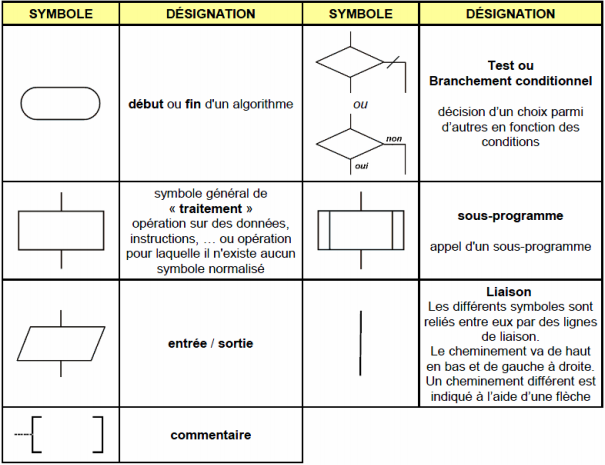 SYMBOLE
DÉSIGNATION
SYMBOLE
DÉSIGNATION
début ou fin d'un algorithme
ou
non
oui
Test ou
Branchement conditionnel
décision d'un choix parmi
d'autres en fonction des
conditions
symbole général de
« traitement »
opération sur des données,
instructions, … ou opération
pour laquelle il n'existe aucun
symbole normalisé
sous-programme
appel d'un sous-programme
entrée / sortie
Liaison
Les différents symboles sont
reliés entre eux par des lignes
de liaison.
Le cheminement va de haut
en bas et de gauche à droite.
Un cheminement différent est
indiqué à l'aide d'une flèche
commentaire